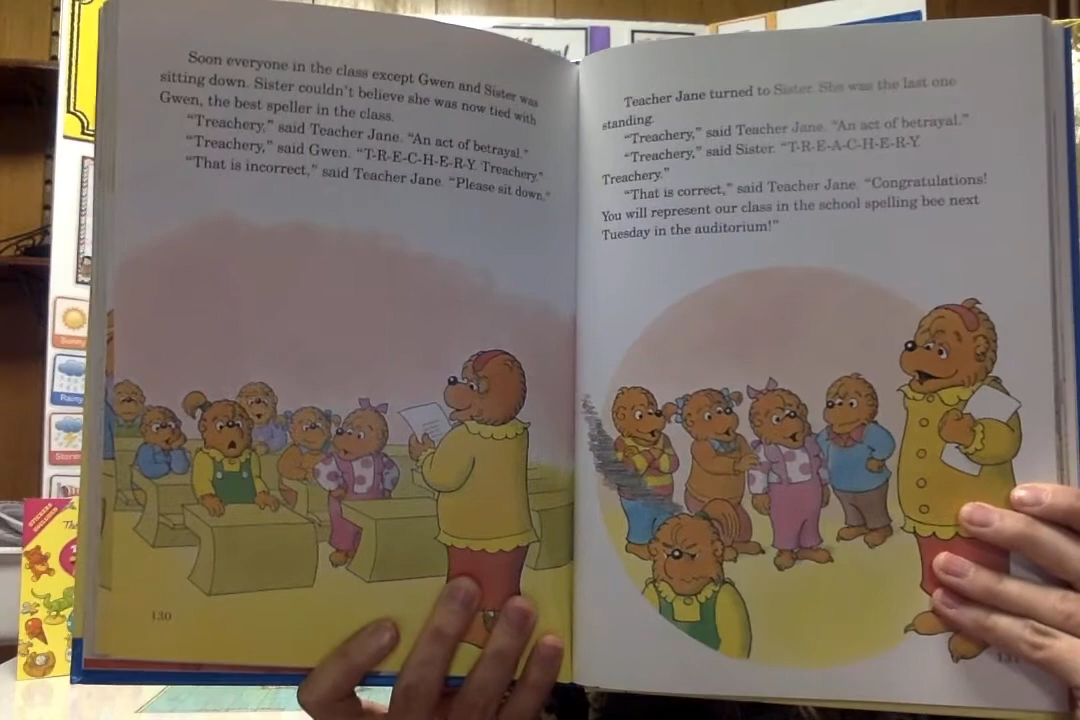 Soon everyone in the class except Gwen and Sister was
sitting down. Sister couldn't believe she was now tied with
Gwen, the best speller in the class.
"Treachery," said Teacher Jane. "An act of betrayal."
"Treachery," said Gwen. "T-R-E-C-H-E-R-Y. Treachery."
"That is incorrect," said Teacher Jane. "Please sit down."
130
Teacher Jane turned to Sister. She was the last one
standing.
"Treachery," said Teacher Jane. "An act of betrayal."
"Treachery," said Sister. "T-R-E-A-C-H-E-R-Y.
Treachery."
"That is correct," said Teacher Jane. "Congratulations!
You will represent our class in the school spelling bee next
Tuesday in the auditorium!"
Sunny
Rainy
STICKERS
The